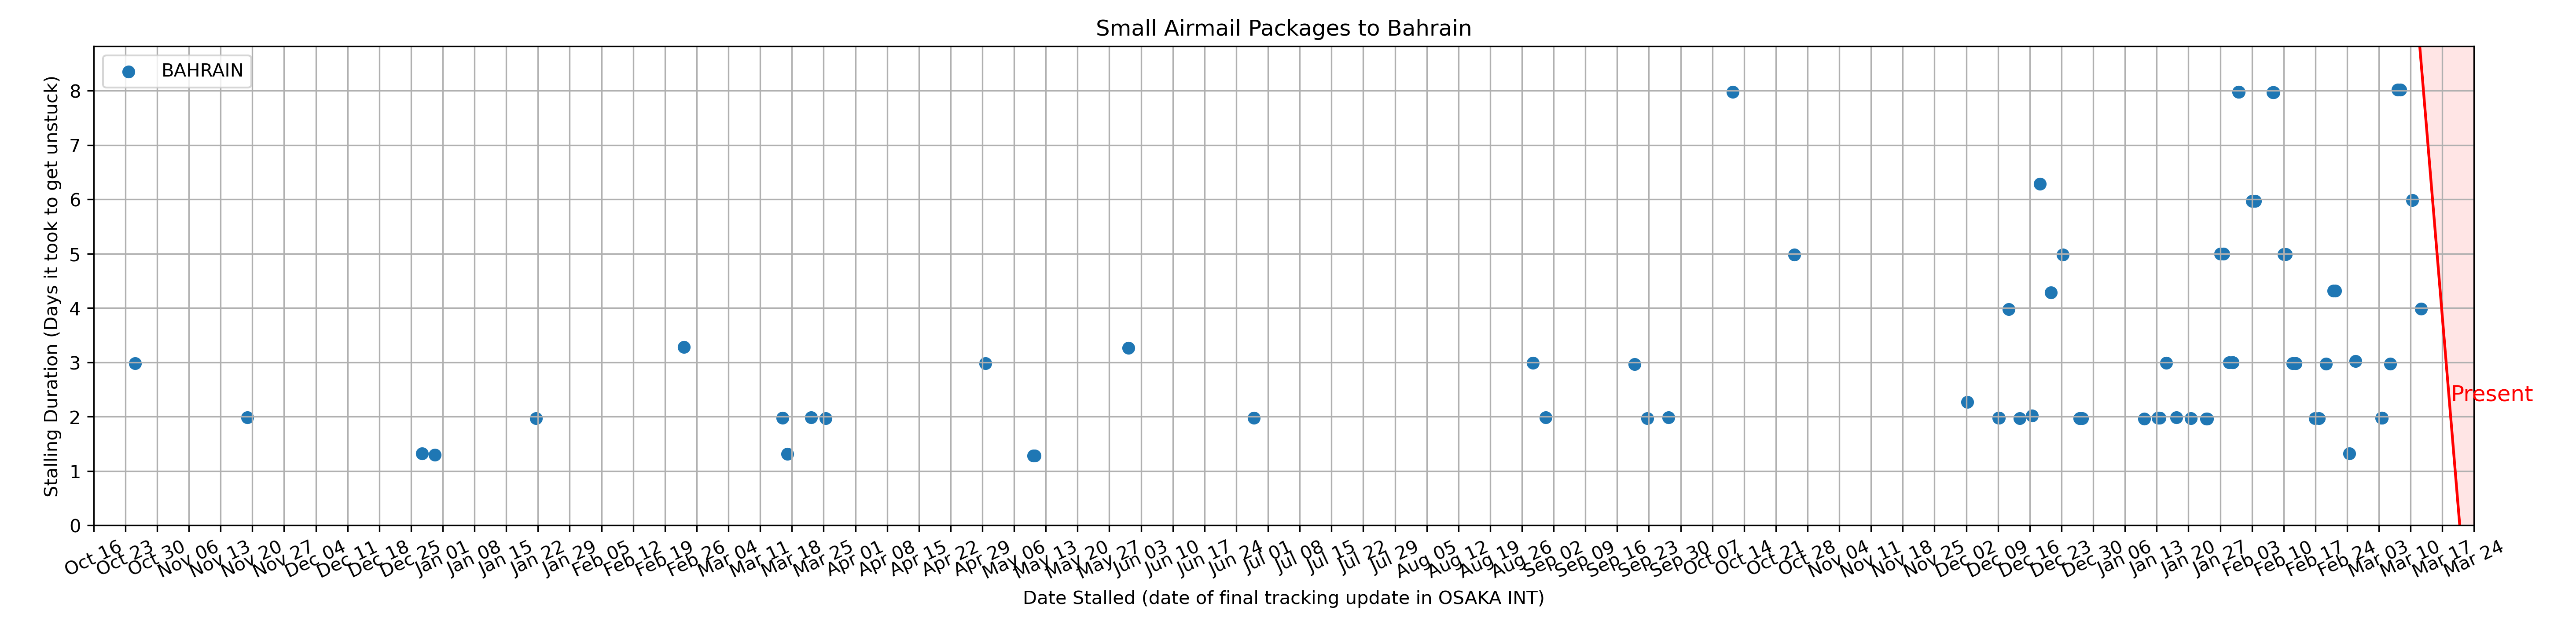 Small Airmail Packages to Bahrain
BAHRAIN
Stalling Duration (Days it took to get unstuck)
8
7
6
5
4
3
2
1
0
Present
Oct 16
Oct 23
Oct 30
Nov 06
Nov 13
Nov 20
Nov 27
Dec 04
Dec 11
Dec 18
Dec 25
Jan 01
Jan 08
Jan 15
Jan 22
Jan 29
Feb 05
Feb 12
Feb 19
Feb 26
Mar 04
Mar 11
Mar 18
Mar 25
Apr 01
Apr 08
Apr 15
Apr 22
Apr 29
May 06
May 13
May 20
May 27
Jun 03
Jun 10
Jun 17
Jun 24
Jul 01
Jul 08
Jul 15
Jul 22
Jul 29
Aug 05
Aug 12
Aug 19
Aug 26
Sep 02
Sep 09
Sep 16
Sep 23
Sep 30
Oct 07
Oct 14
Oct 21
Oct 28
Nov 04
Nov 11
Nov 18
Nov 25
Dec 02
Dec 09
Dec 16
Dec 23
Dec 30
Jan 06
Jan 13
Jan 20
Jan 27
Feb 03
Feb 10
Feb 17
Feb 24
Mar 03
Mar 10
Mar 17
Mar 24
Date Stalled (date of final tracking update in OSAKA INT)